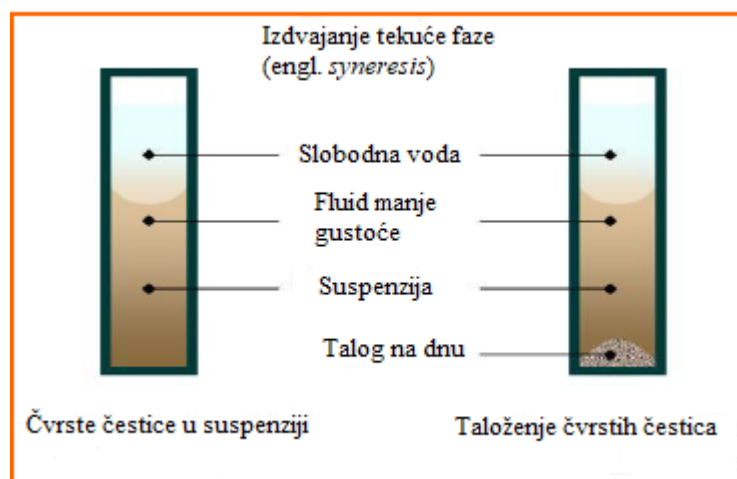 Izdvajanje tekuće faze
(engl. syneresis)
Slobodna voda
Fluid manje
gustoće
Suspenzija
Talog na dnu
Čvrste čestice u suspenziji
Taloženje čvrstih čestica